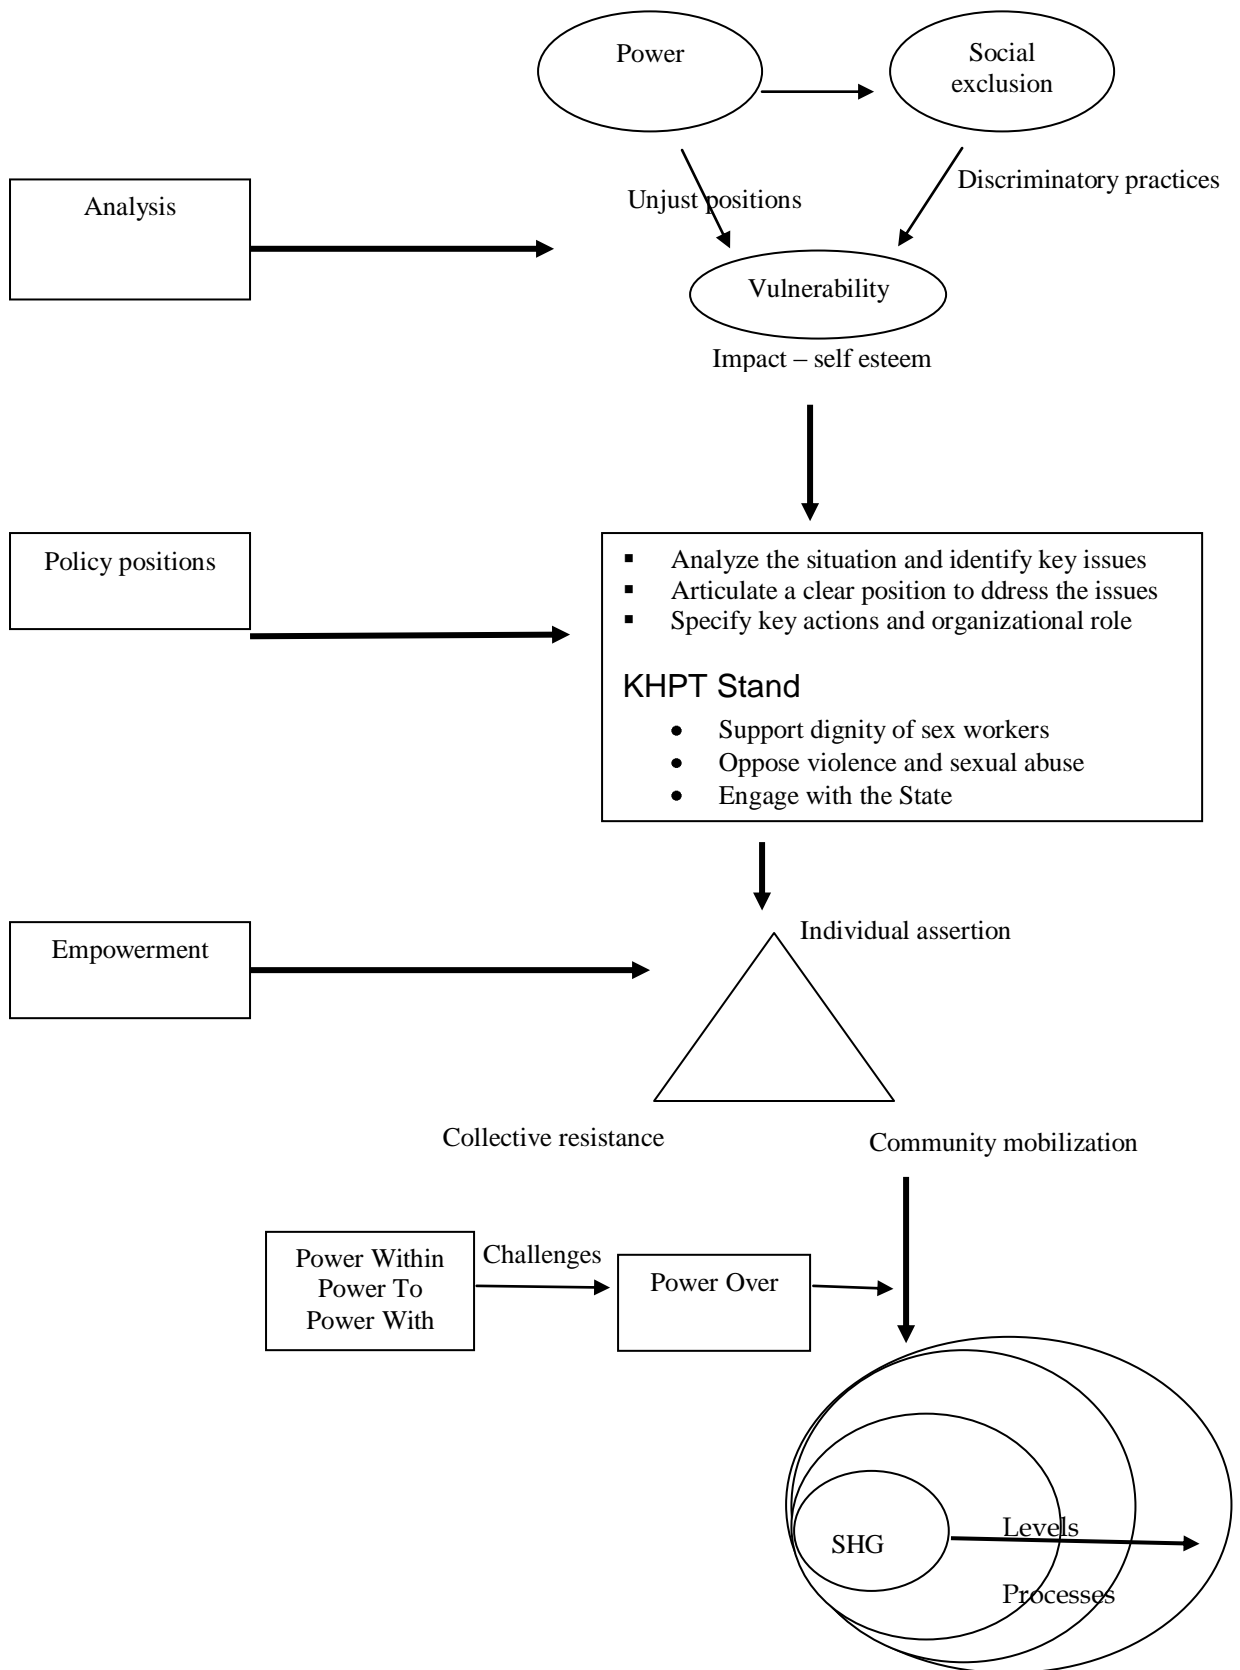 Power
Social
exclusion
Analysis
Unjust positions
Discriminatory practices
Vulnerability
Impact – self esteem
Policy positions
▪ Analyze the situation and identify key issues
▪ Articulate a clear position to ddress the issues
▪ Specify key actions and organizational role
KHPT Stand
● Support dignity of sex workers
● Oppose violence and sexual abuse
● Engage with the State
Empowerment
Individual assertion
Collective resistance
Community mobilization
Power Within
Power To
Power With
Challenges
Power Over
SHG
Levels
Processes